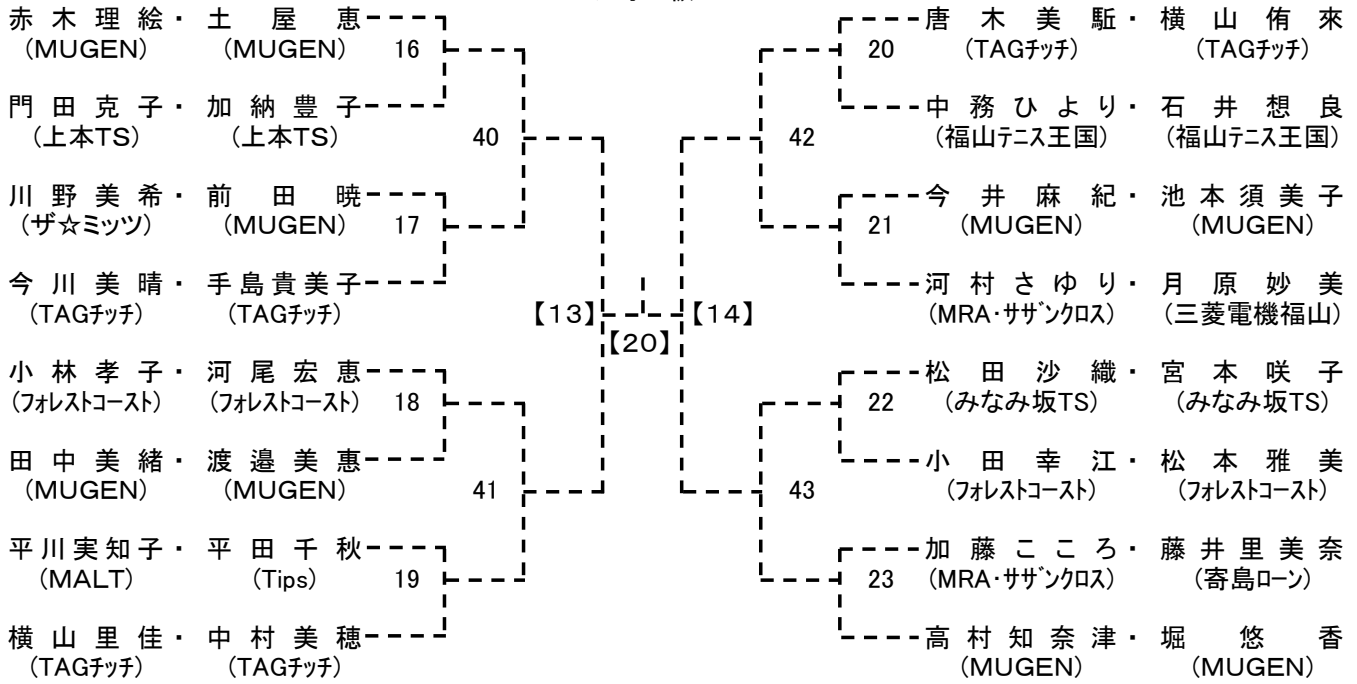 赤木理絵・土屋恵
(MUGEN) (MUGEN) 16
門田克子・加納豊子
(上本TS) (上本TS)
40
川野美希・前田暁
(ザ☆ミッツ) (MUGEN) 17
今川美晴・手島貴美子
(TAGチッチ) (TAGチッチ)
小林孝子・河尾宏恵
(フォレストコースト) (フォレストコースト) 18
田中美緒・渡邉美恵
(MUGEN) (MUGEN)
41
平川実知子・平田千秋
(MALT) (Tips) 19
横山里佳・中村美穂
(TAGチッチ) (TAGチッチ)
【13】 【14】
【20】
唐木美駈・横山侑來
20 (TAGチッチ) (TAGチッチ)
中務ひより・石井想良
(福山テニス王国) (福山テニス王国)
42
今井麻紀・池本須美子
21 (MUGEN) (MUGEN)
河村さゆり・月原妙美
(MRA・サザンクロス) (三菱電機福山)
松田沙織・宮本咲子
22 (みなみ坂TS) (みなみ坂TS)
小田幸江・松本雅美
(フォレストコースト) (フォレストコースト)
43
加藤こころ・藤井里美奈
23 (MRA・サザンクロス) (寄島ローン)
高村知奈津・堀悠香
(MUGEN) (MUGEN)